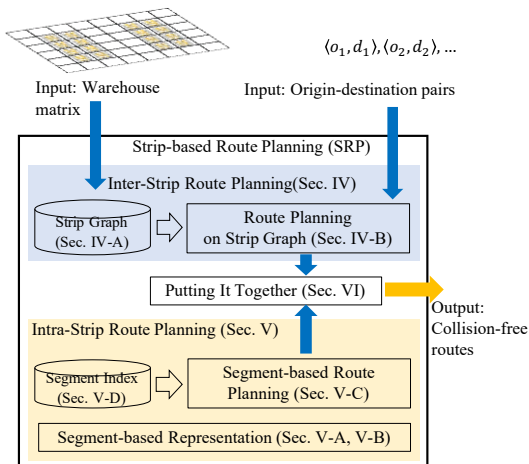 ⟨o₁, d₁⟩, ⟨o₂, d₂⟩, ...
Input: Warehouse
matrix
Input: Origin-destination pairs
Strip-based Route Planning (SRP)
Inter-Strip Route Planning(Sec. IV)
Strip Graph
(Sec. IV-A)
Route Planning
on Strip Graph (Sec. IV-B)
Putting It Together (Sec. VI)
Output:
Collision-free
routes
Intra-Strip Route Planning (Sec. V)
Segment Index
(Sec. V-D)
Segment-based Route
Planning (Sec. V-C)
Segment-based Representation (Sec. V-A, V-B)